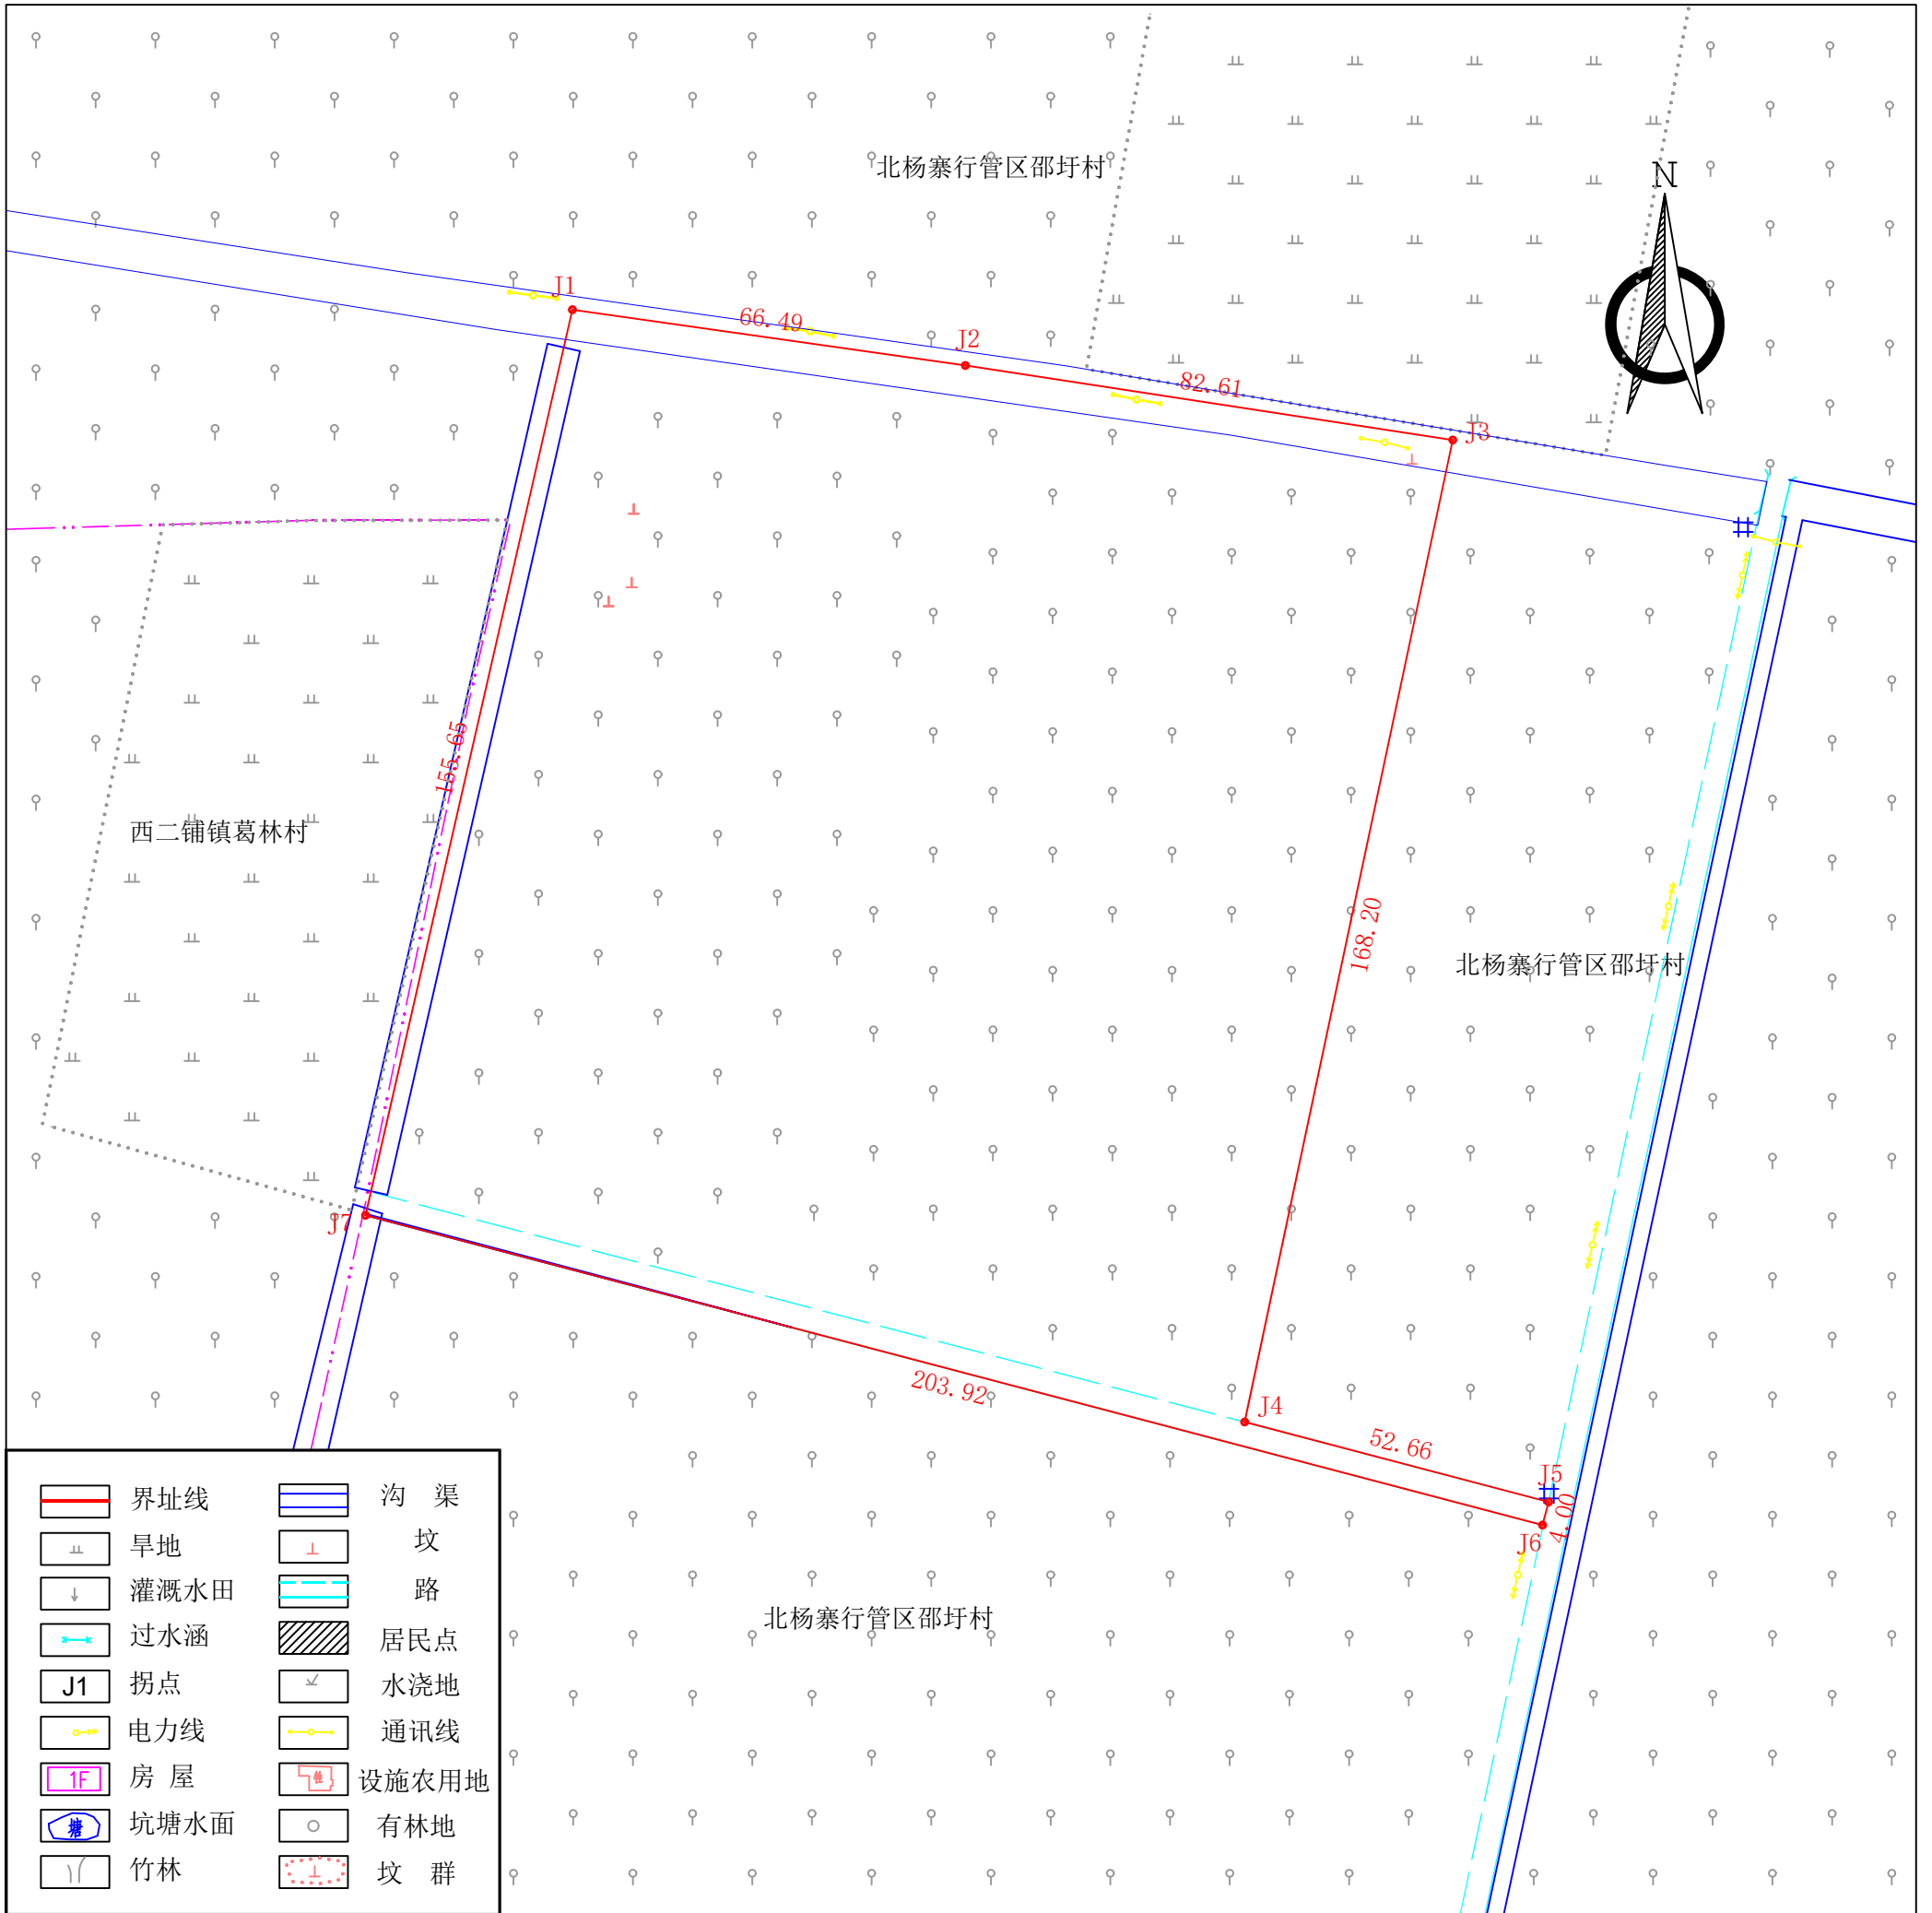 北杨寨行管区邵圩村
N
J1
66.49
J2
82.61
J3
155.65
西二铺镇葛林村
168.20
北杨寨行管区邵圩村
J7
203.92
J4
52.66
J5
4.00
J6
北杨寨行管区邵圩村
界址线
沟 渠
旱地
坟
灌溉水田
路
过水涵
居民点
J1 拐点
水浇地
电力线
通讯线
1F 房 屋
设施农用地
塘 坑塘水面
有林地
竹林
坟 群